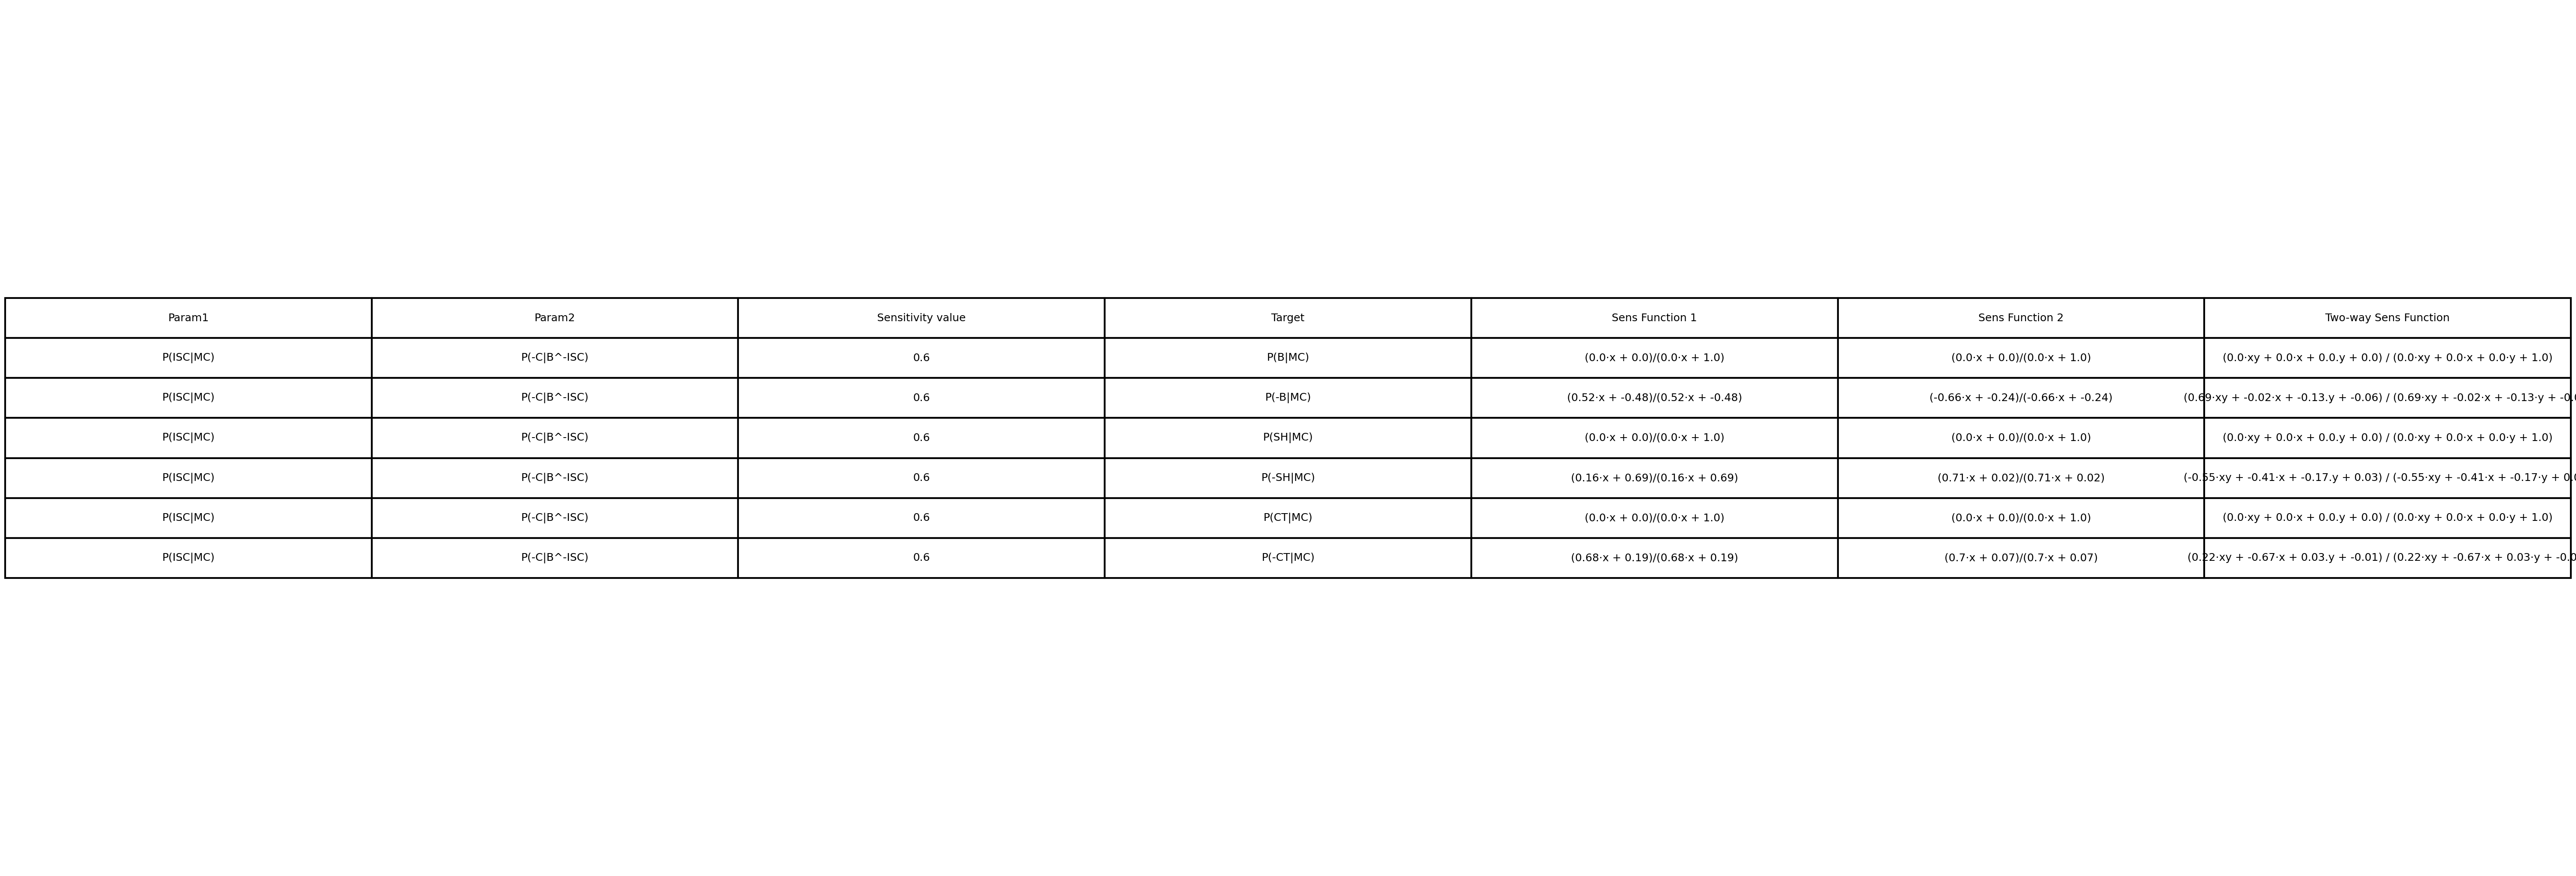 Param1 Param2 Sensitivity value Target Sens Function 1 Sens Function 2 Two-way Sens Function
P(ISC|MC) P(-C|B^-ISC) 0.6 P(B|MC) (0.0·x + 0.0)/(0.0·x + 1.0) (0.0·x + 0.0)/(0.0·x + 1.0) (0.0·xy + 0.0·x + 0.0.y + 0.0) / (0.0·xy + 0.0·x + 0.0·y + 1.0)
P(ISC|MC) P(-C|B^-ISC) 0.6 P(-B|MC) (0.52·x + -0.48)/(0.52·x + -0.48) (-0.66·x + -0.24)/(-0.66·x + -0.24) (0.69·xy + -0.02·x + -0.13.y + -0.06) / (0.69·xy + -0.02·x + -0.13·y +
P(ISC|MC) P(-C|B^-ISC) 0.6 P(SH|MC) (0.0·x + 0.0)/(0.0·x + 1.0) (0.0·x + 0.0)/(0.0·x + 1.0) (0.0·xy + 0.0·x + 0.0.y + 0.0) / (0.0·xy + 0.0·x + 0.0·y + 1.0)
P(ISC|MC) P(-C|B^-ISC) 0.6 P(-SH|MC) (0.16·x + 0.69)/(0.16·x + 0.69) (0.71·x + 0.02)/(0.71·x + 0.02) (-0.55·xy + -0.41·x + -0.17.y + 0.03) / (-0.55·xy + -0.41·x + -0.17·y +
P(ISC|MC) P(-C|B^-ISC) 0.6 P(CT|MC) (0.0·x + 0.0)/(0.0·x + 1.0) (0.0·x + 0.0)/(0.0·x + 1.0) (0.0·xy + 0.0·x + 0.0.y + 0.0) / (0.0·xy + 0.0·x + 0.0·y + 1.0)
P(ISC|MC) P(-C|B^-ISC) 0.6 P(-CT|MC) (0.68·x + 0.19)/(0.68·x + 0.19) (0.7·x + 0.07)/(0.7·x + 0.07) (0.22·xy + -0.67·x + 0.03.y + -0.01) / (0.22·xy + -0.67·x + 0.03·y +